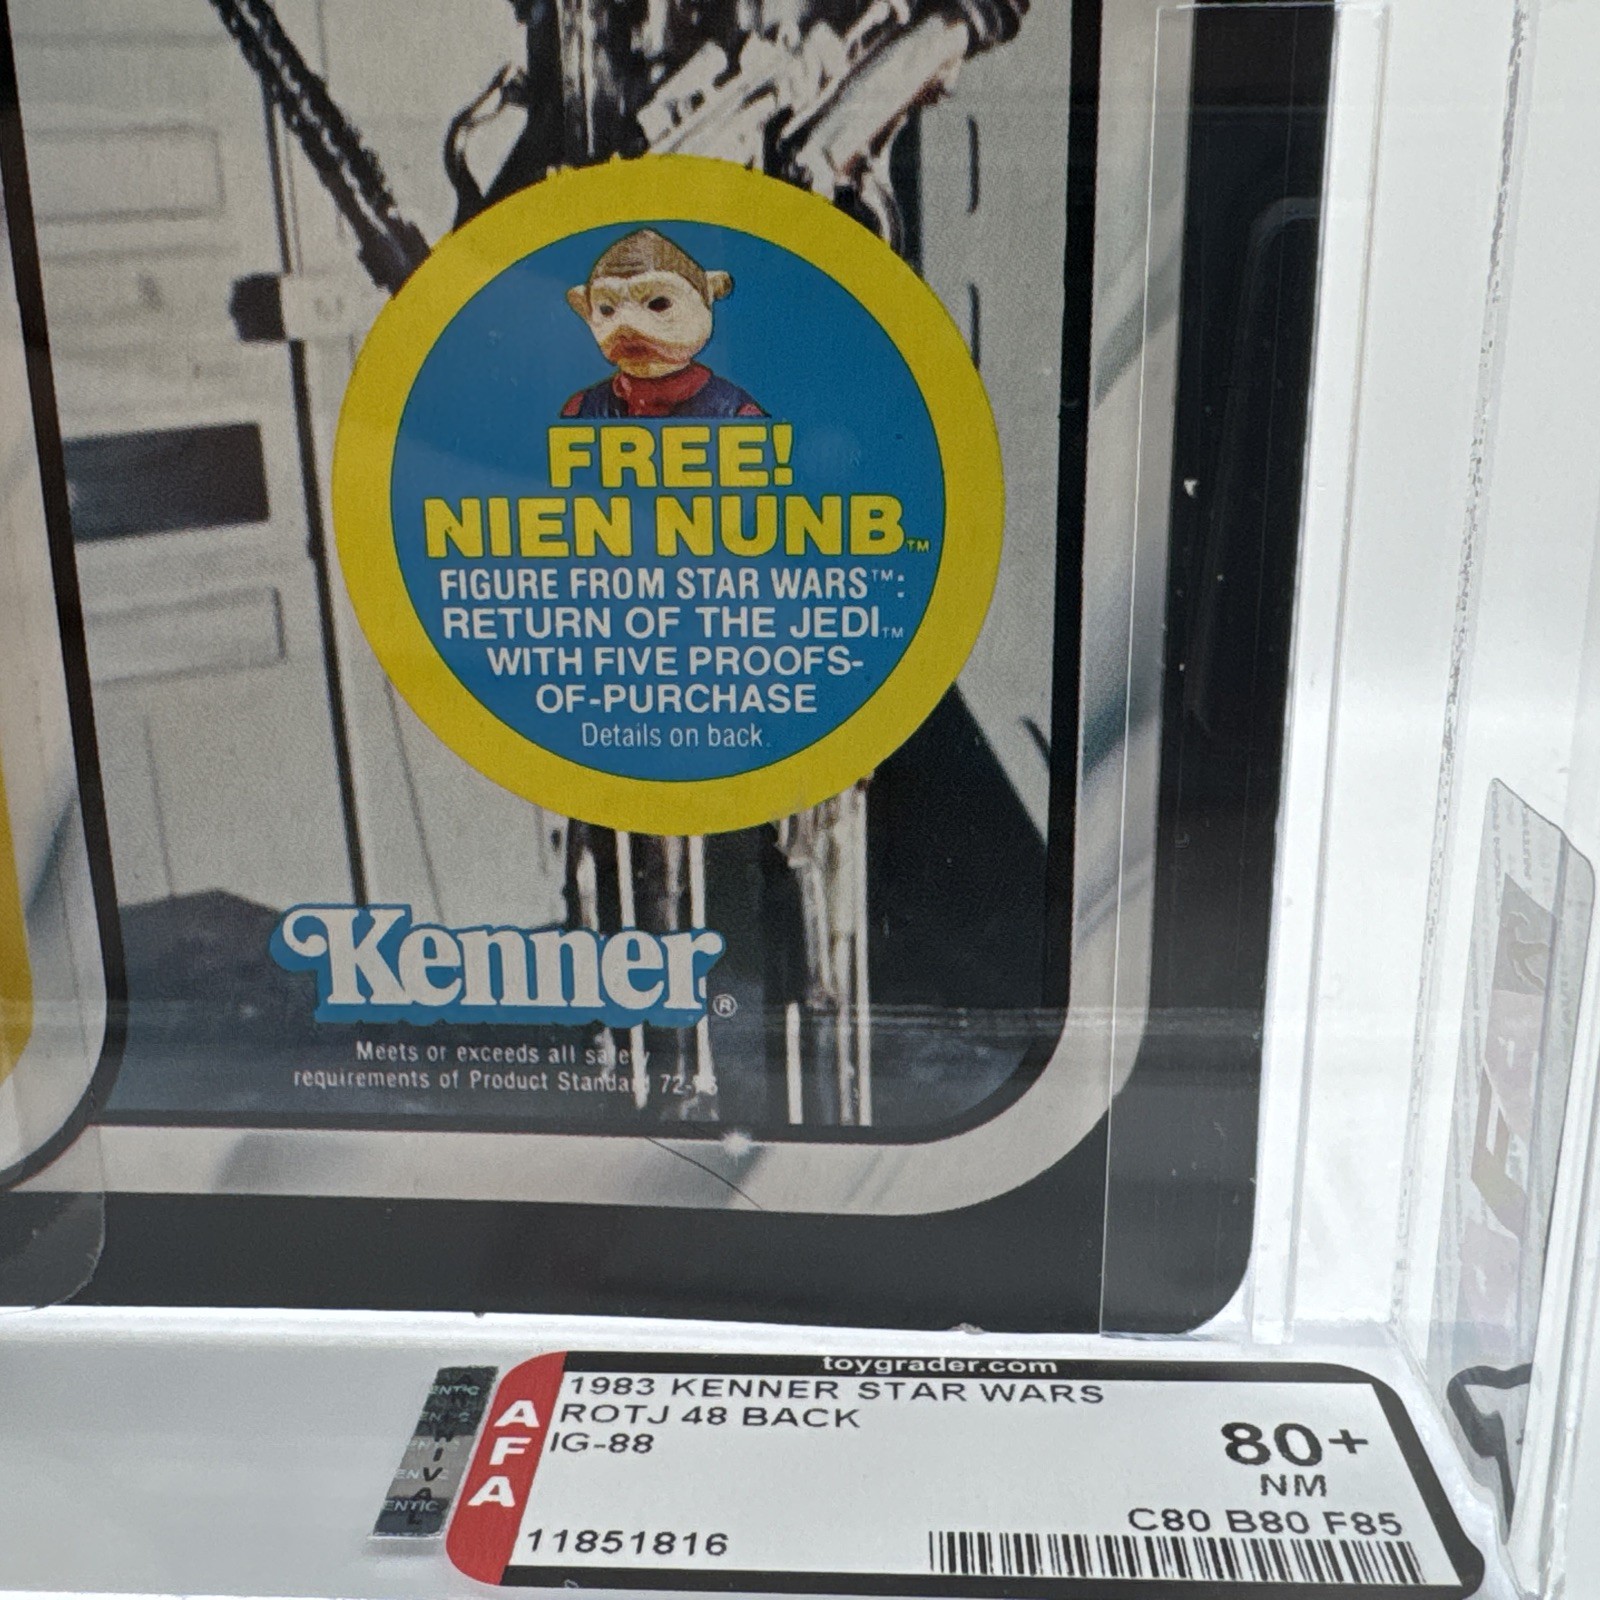 FREE!
NIEN NUNB™
FIGURE FROM STAR WARS™:
RETURN OF THE JEDI™
WITH FIVE PROOFS-
OF-PURCHASE
Details on back.
Kenner®
Meets or exceeds all safety
requirements of Product Standard 72-
toygrader.com
AFA
1983 KENNER STAR WARS
ROTJ 48 BACK
IG-88
80+
NM
C80 B80 F85
11851816